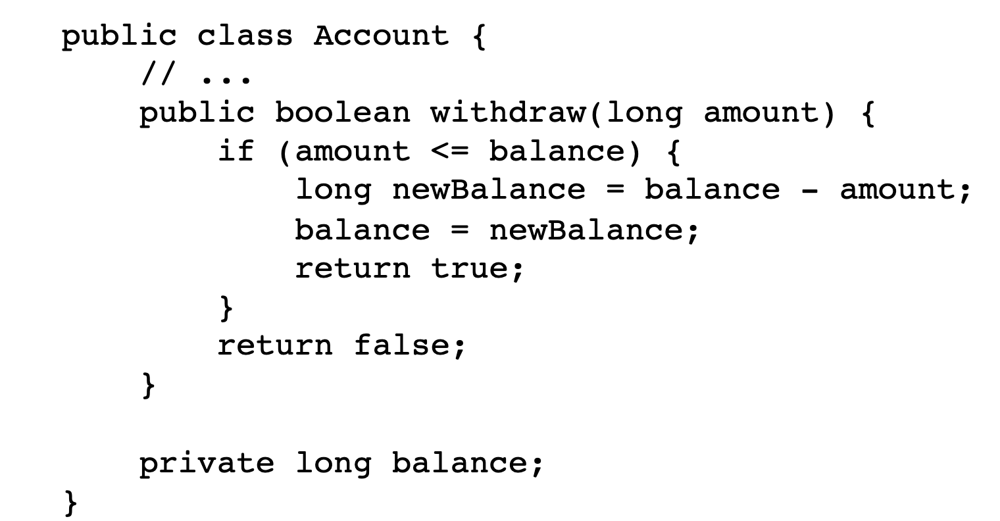 public class Account {
    // ...
    public boolean withdraw(long amount) {
        if (amount <= balance) {
            long newBalance = balance - amount;
            balance = newBalance;
            return true;
        }
        return false;
    }

    private long balance;
}